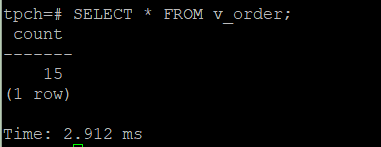 tpch=# SELECT * FROM v_order;
 count
-------
    15
(1 row)

Time: 2.912 ms